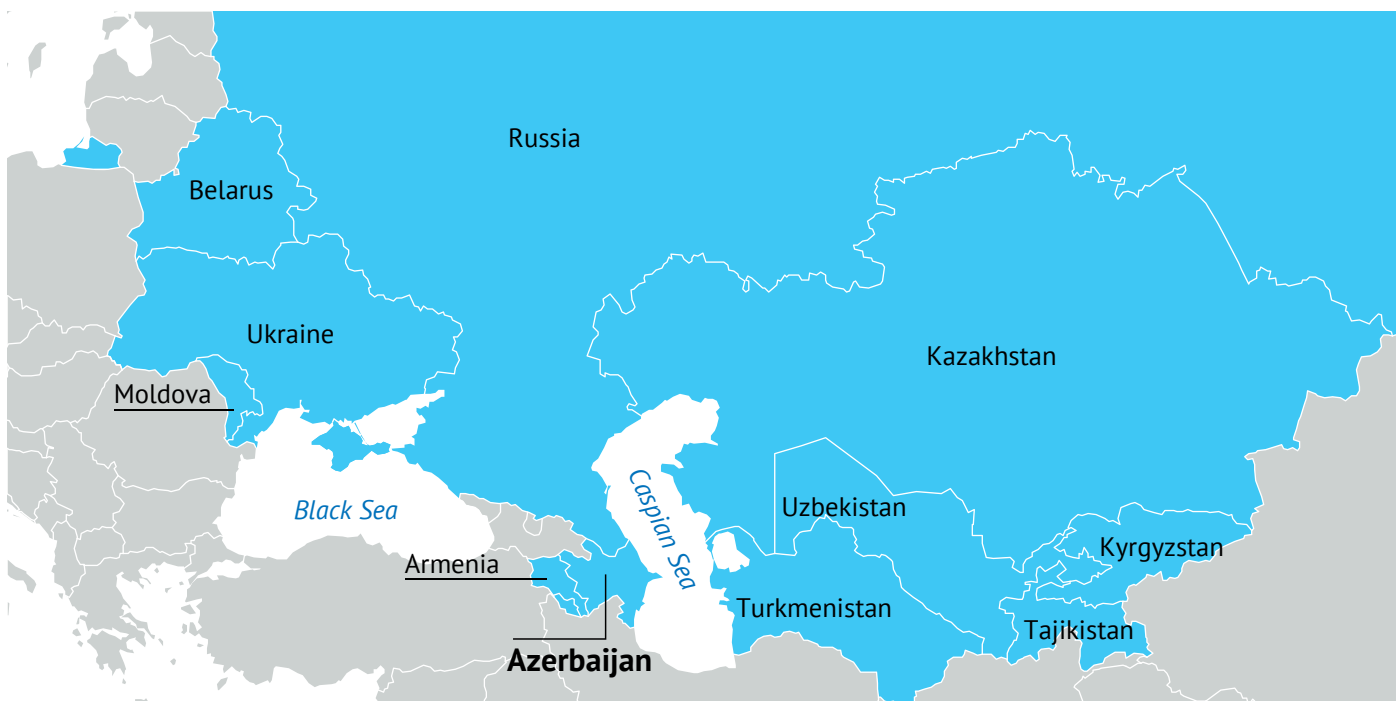 Russia
Belarus
Ukraine
Kazakhstan
Moldova
Caspian Sea
Uzbekistan
Black Sea
Kyrgyzstan
Armenia
Turkmenistan
Tajikistan
Azerbaijan